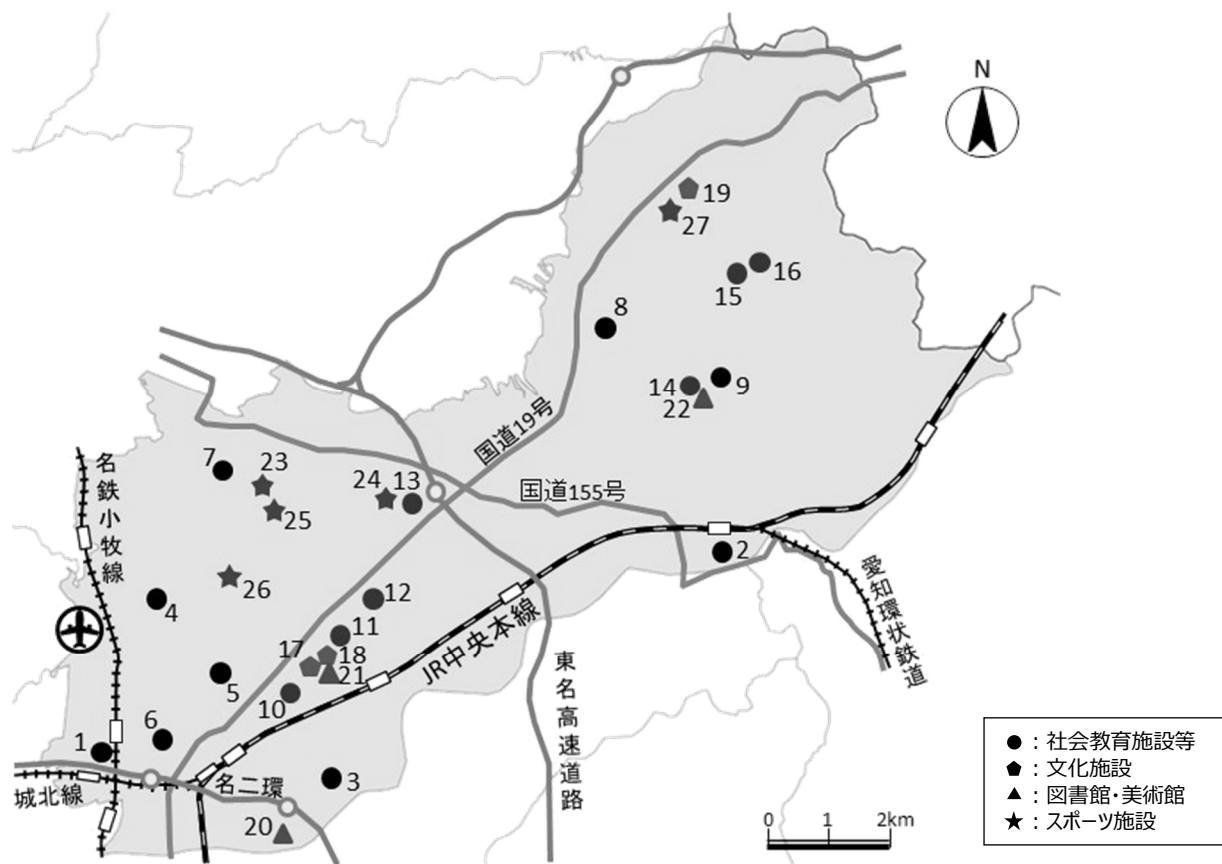 N
19
27
16
15
8
14
9
22
国道19号
7
23
24
13
国道155号
25
名鉄小牧線
2
26
12
4
愛知環状鉄道
11
17
18
JR中央本線
21
5
10
東名高速道路
6
1
名二環
3
城北線
20
0 1 2km
● : 社会教育施設等
⬟ : 文化施設
▲ : 図書館・美術館
★ : スポーツ施設